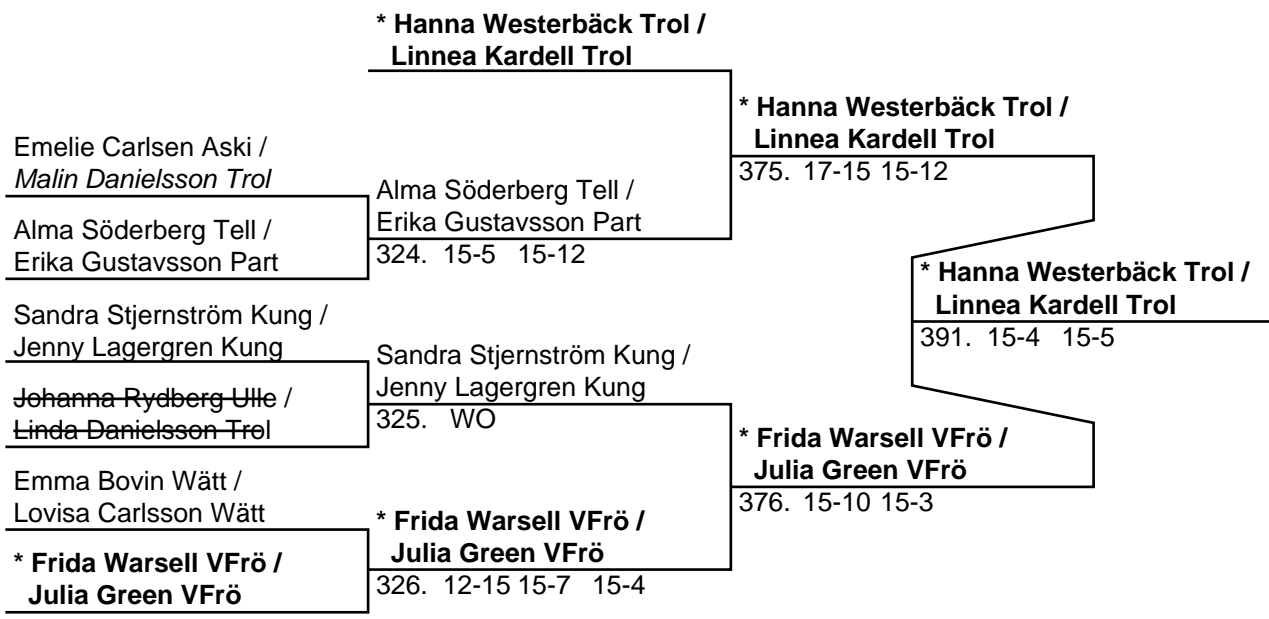 * Hanna Westerbäck Trol /
Linnea Kardell Trol
* Hanna Westerbäck Trol /
Linnea Kardell Trol
375. 17-15 15-12
Emelie Carlsen Aski /
Malin Danielsson Trol
Alma Söderberg Tell /
Erika Gustavsson Part
324. 15-5 15-12
Alma Söderberg Tell /
Erika Gustavsson Part
* Hanna Westerbäck Trol /
Linnea Kardell Trol
391. 15-4 15-5
Sandra Stjernström Kung /
Jenny Lagergren Kung
Sandra Stjernström Kung /
Jenny Lagergren Kung
325. WO
Johanna Rydberg Ulle /
Linda Danielsson Trol
* Frida Warsell VFrö /
Julia Green VFrö
376. 15-10 15-3
Emma Bovin Wätt /
Lovisa Carlsson Wätt
* Frida Warsell VFrö /
Julia Green VFrö
326. 12-15 15-7 15-4
* Frida Warsell VFrö /
Julia Green VFrö